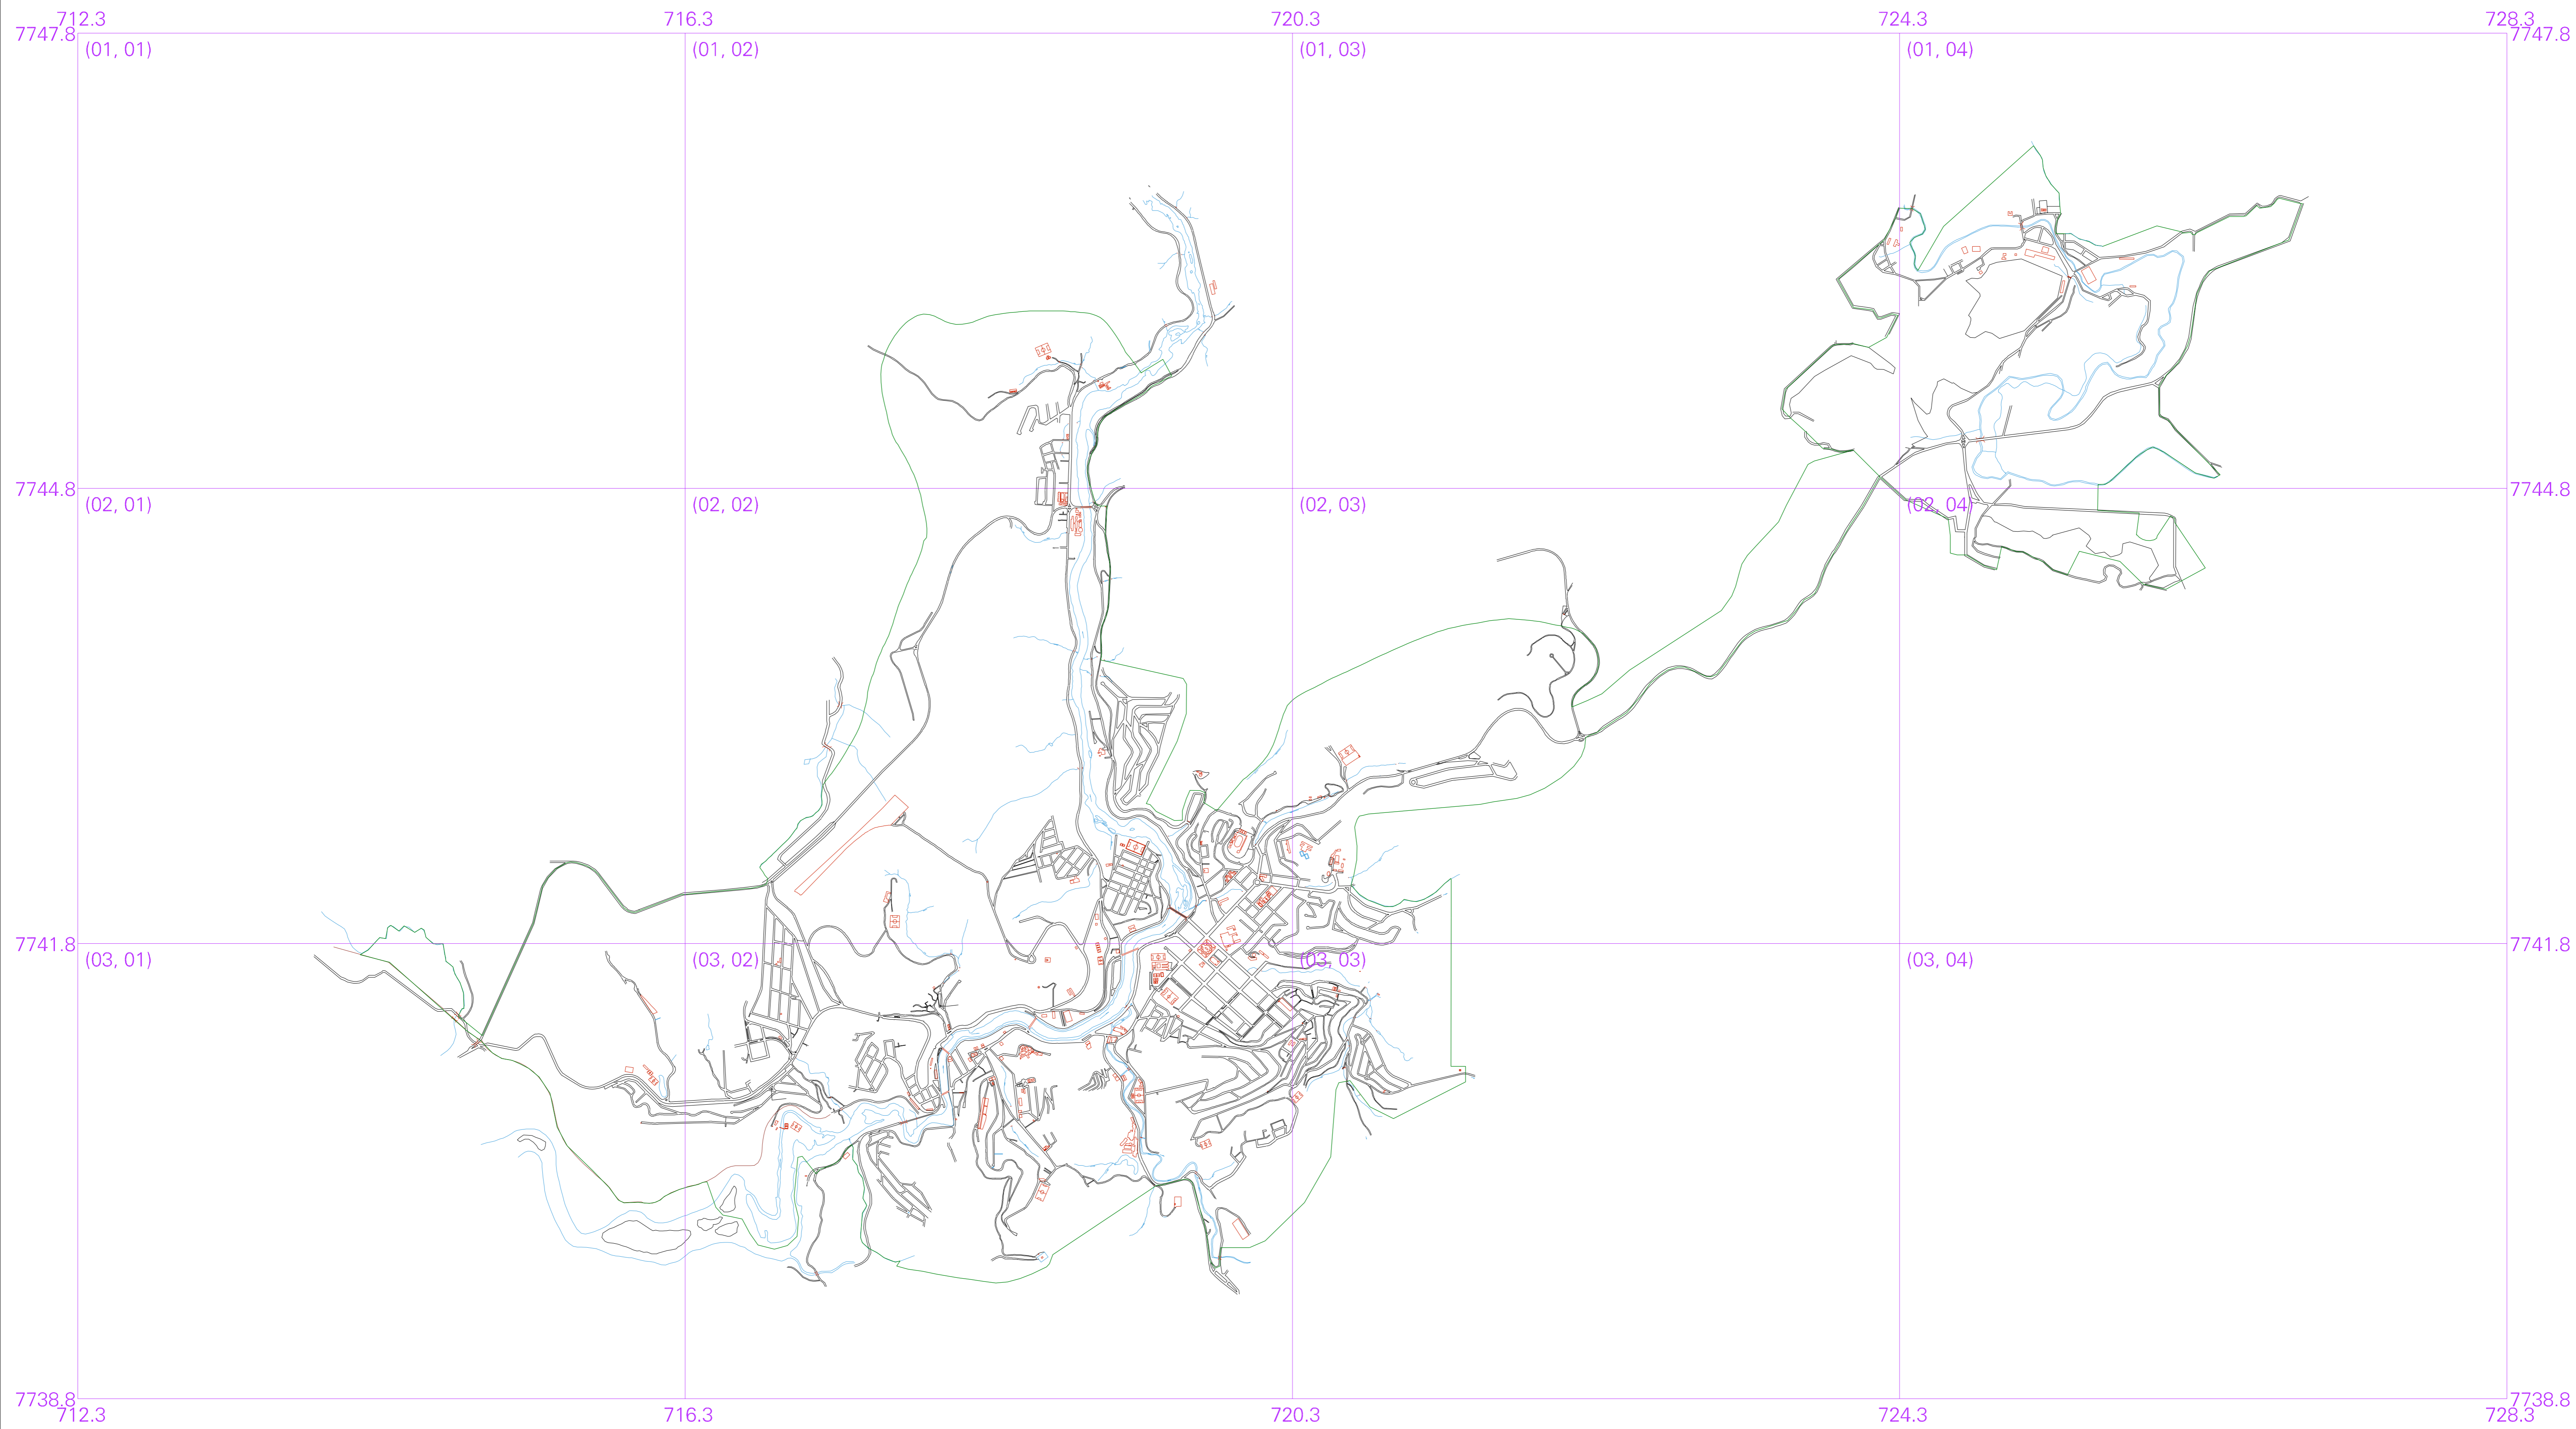 712.3 716.3 720.3 724.3 728.3
7747.8 7747.8
(01, 01) (01, 02) (01, 03) (01, 04)
7744.8 7744.8
(02, 01) (02, 02) (02, 03) (02, 04)
7741.8 7741.8
(03, 01) (03, 02) (03, 03) (03, 04)
7738.8 7738.8
712.3 716.3 720.3 724.3 728.3